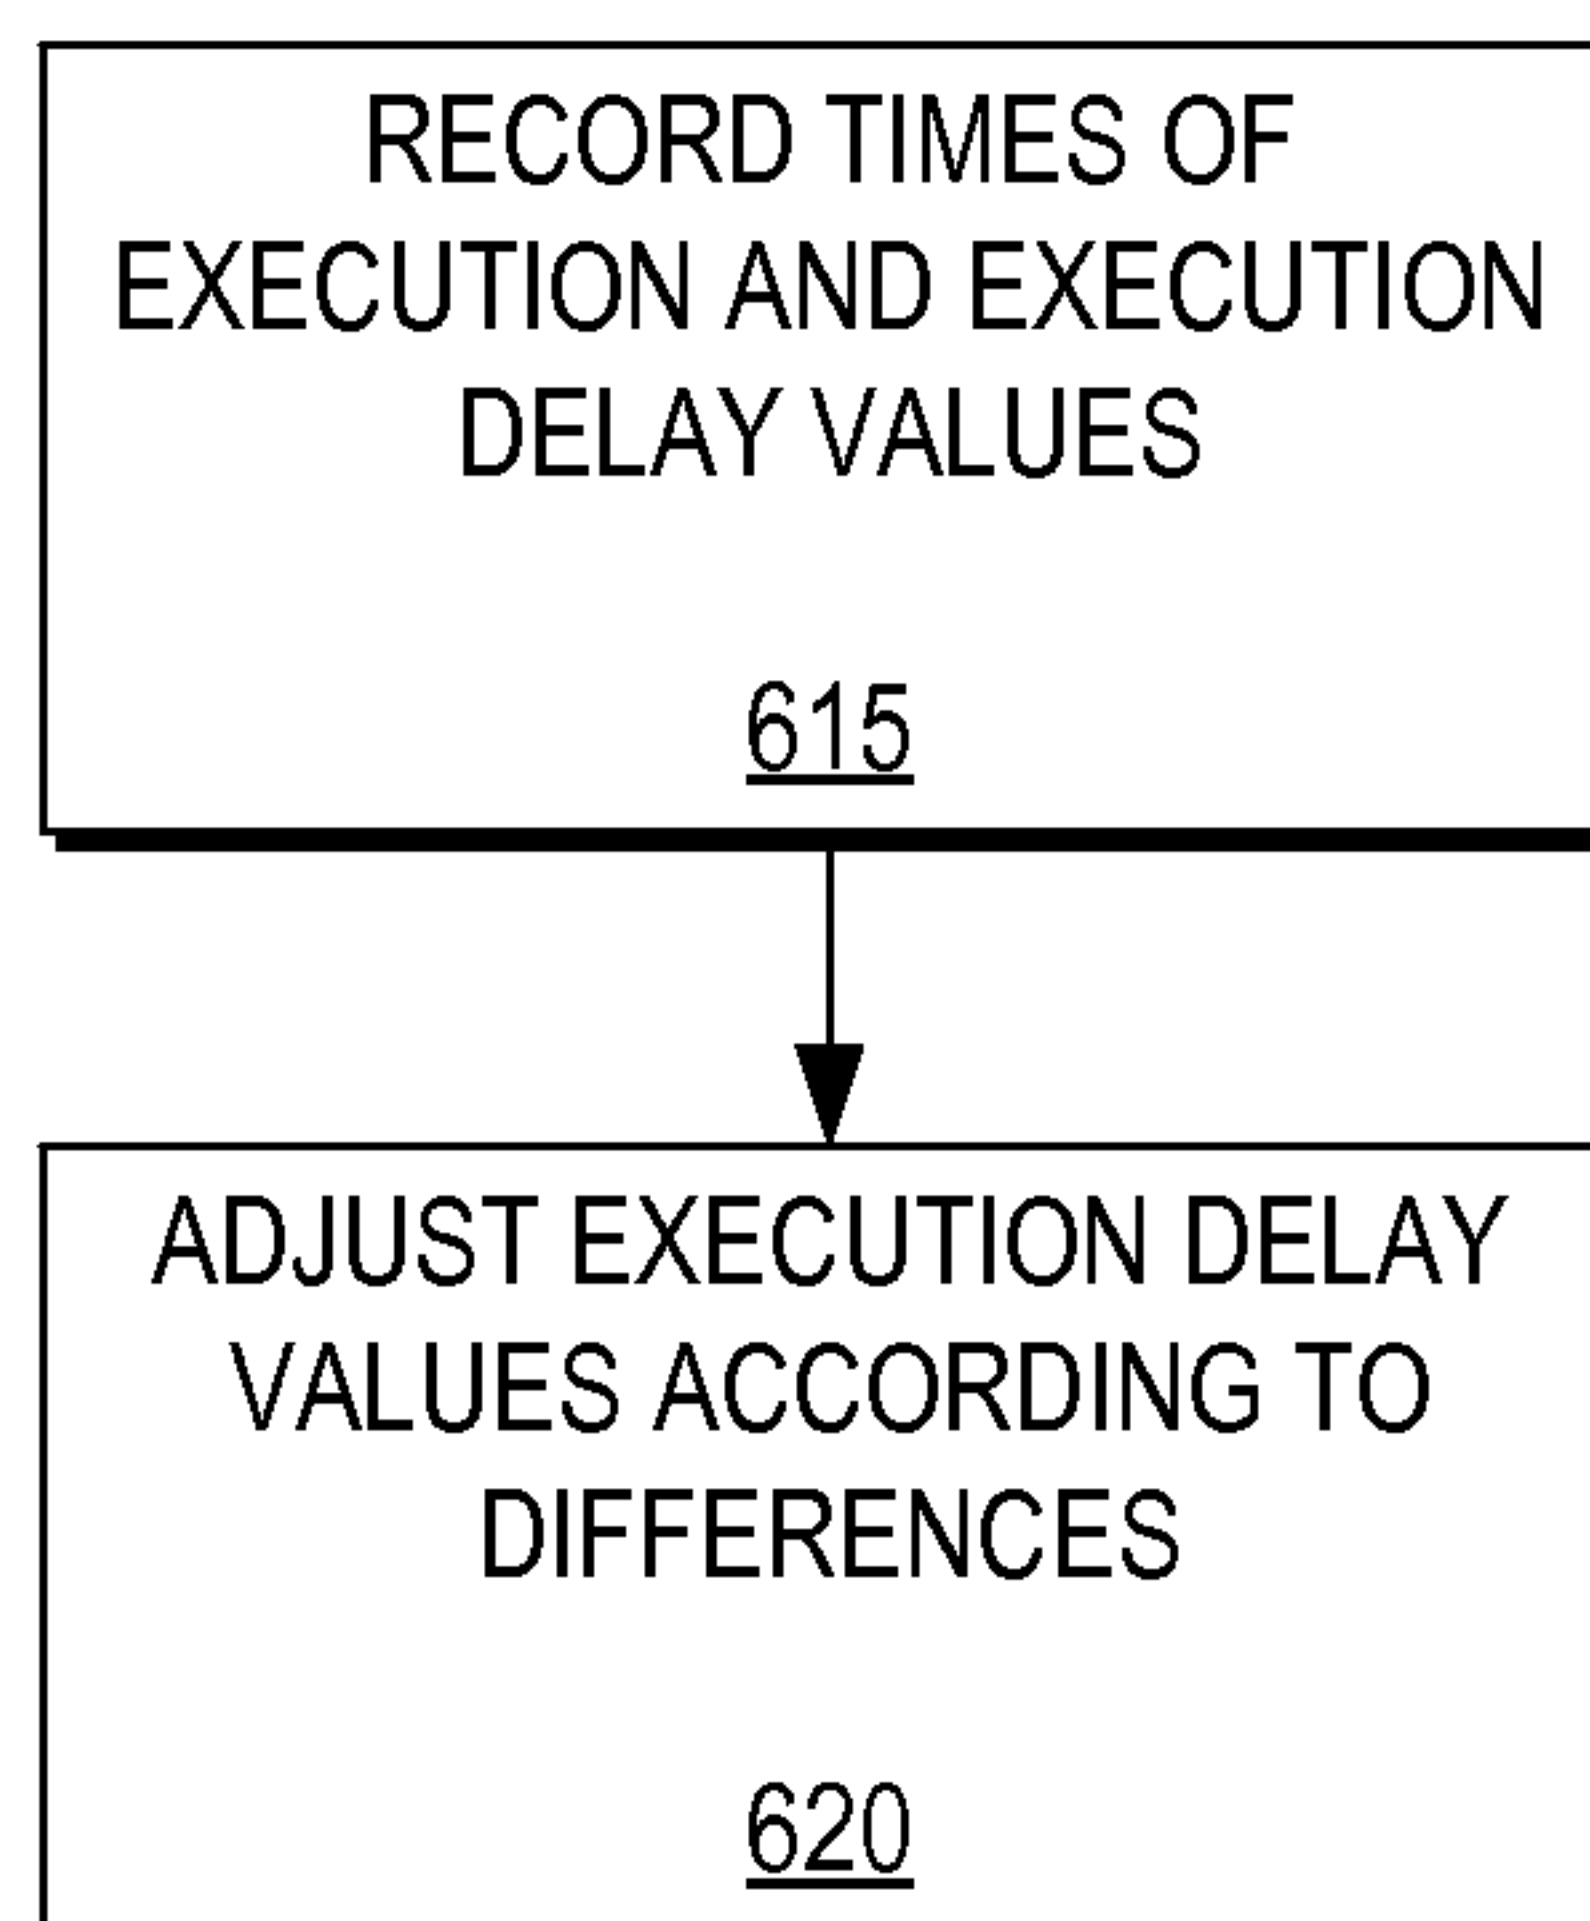 RECORD TIMES OF
EXECUTION AND EXECUTION
DELAY VALUES
615
ADJUST EXECUTION DELAY
VALUES ACCORDING TO
DIFFERENCES
620